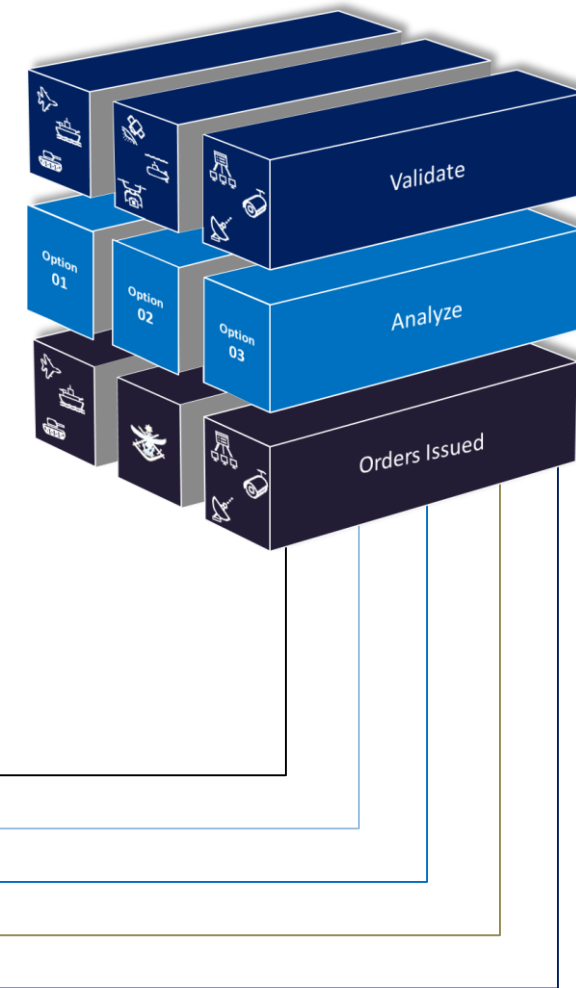 Validate
Option
01
Option
02
Option
03
Analyze
Orders Issued